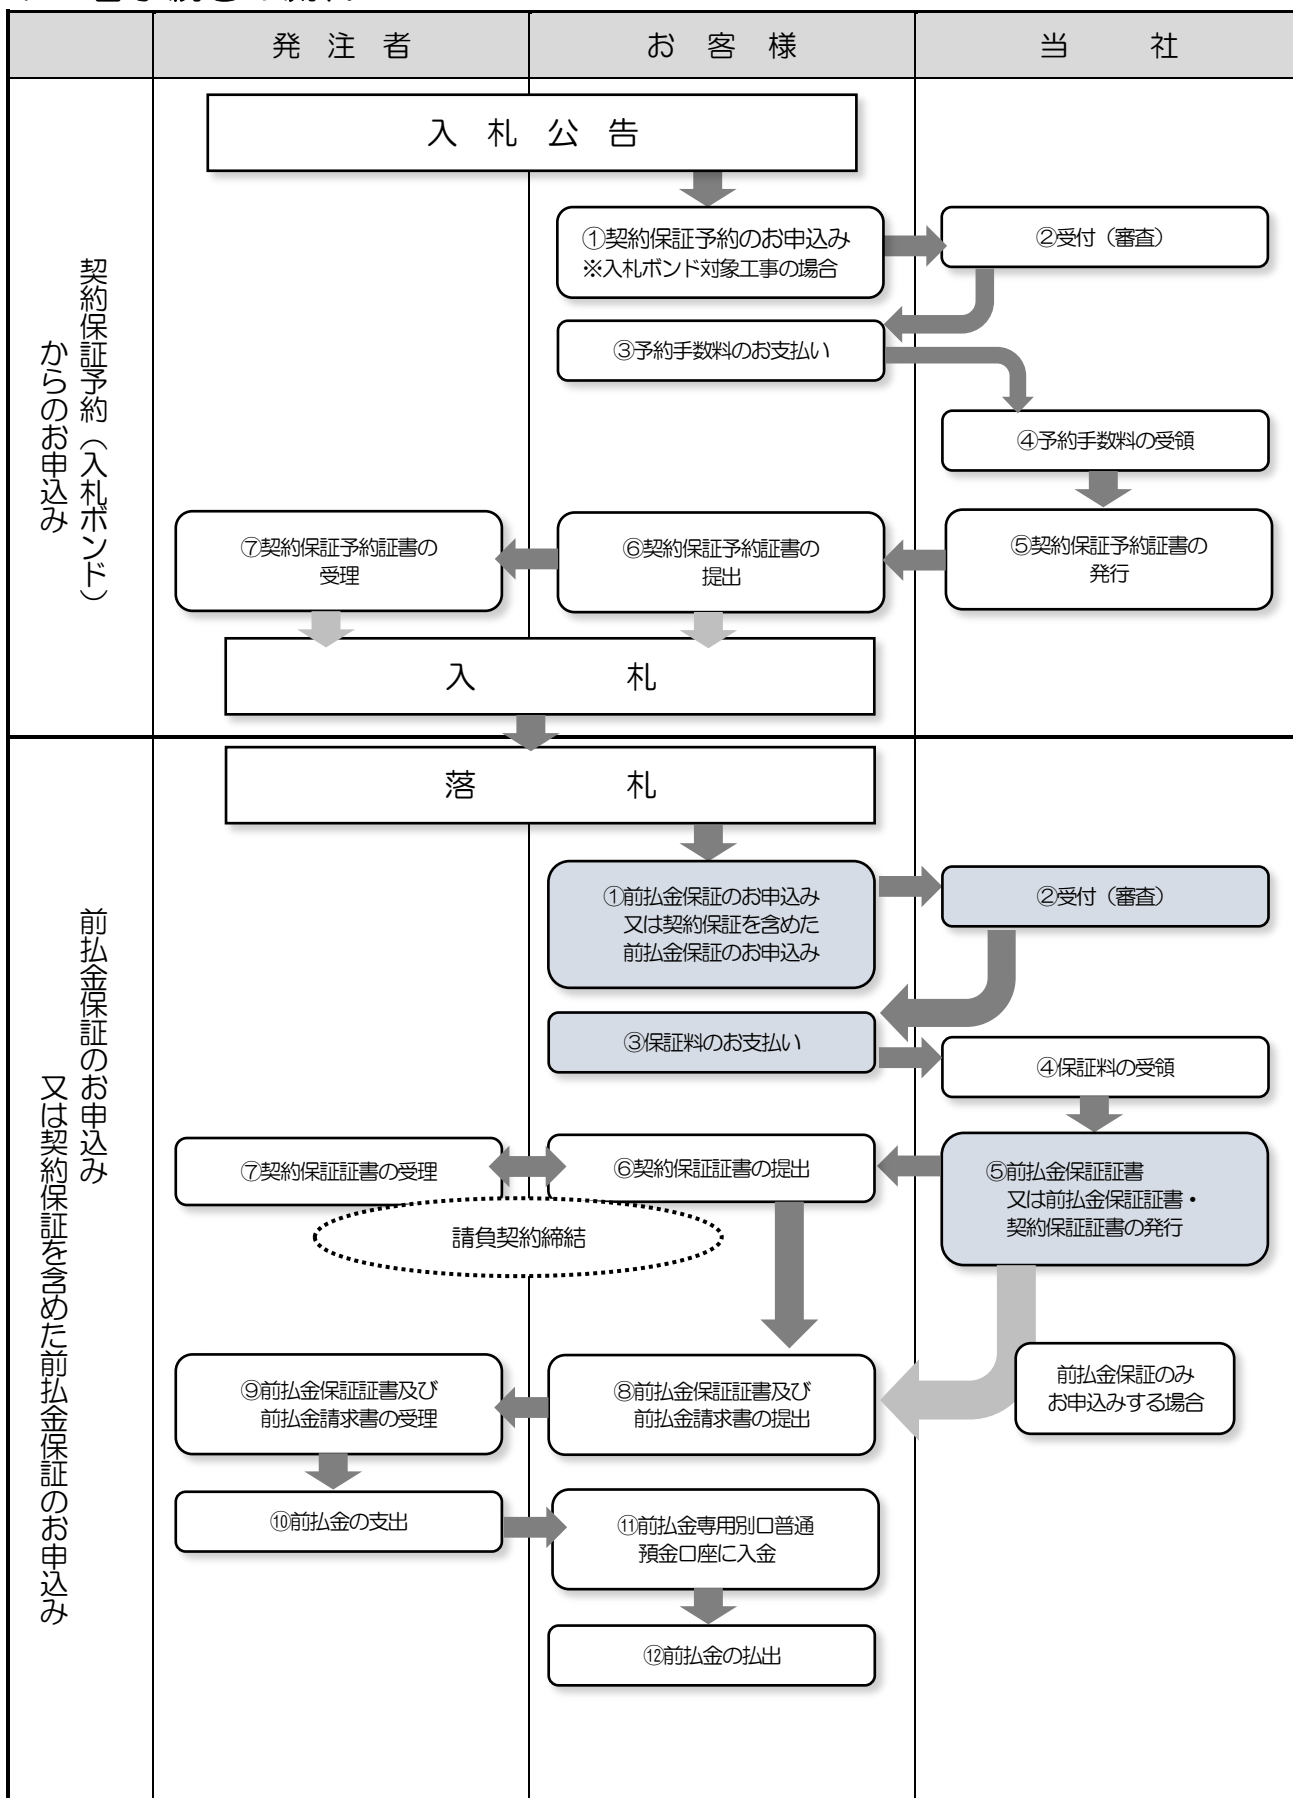 発 注 者
お 客 様
当 社
契約保証予約（入札ボンド）
からのお申込み
入 札 公 告
①契約保証予約のお申込み
※入札ボンド対象工事の場合
②受付（審査）
③予約手数料のお支払い
④予約手数料の受領
⑤契約保証予約証書の
発行
⑥契約保証予約証書の
提出
⑦契約保証予約証書の
受理
入 札
前払金保証のお申込み
又は契約保証を含めた前払金保証のお申込み
落 札
①前払金保証のお申込み
又は契約保証を含めた
前払金保証のお申込み
②受付（審査）
③保証料のお支払い
④保証料の受領
⑤前払金保証証書
又は前払金保証証書・
契約保証証書の発行
⑥契約保証証書の提出
⑦契約保証証書の受理
請負契約締結
前払金保証のみ
お申込みする場合
⑧前払金保証証書及び
前払金請求書の提出
⑨前払金保証証書及び
前払金請求書の受理
⑩前払金の支出
⑪前払金専用別口普通
預金口座に入金
⑫前払金の払出